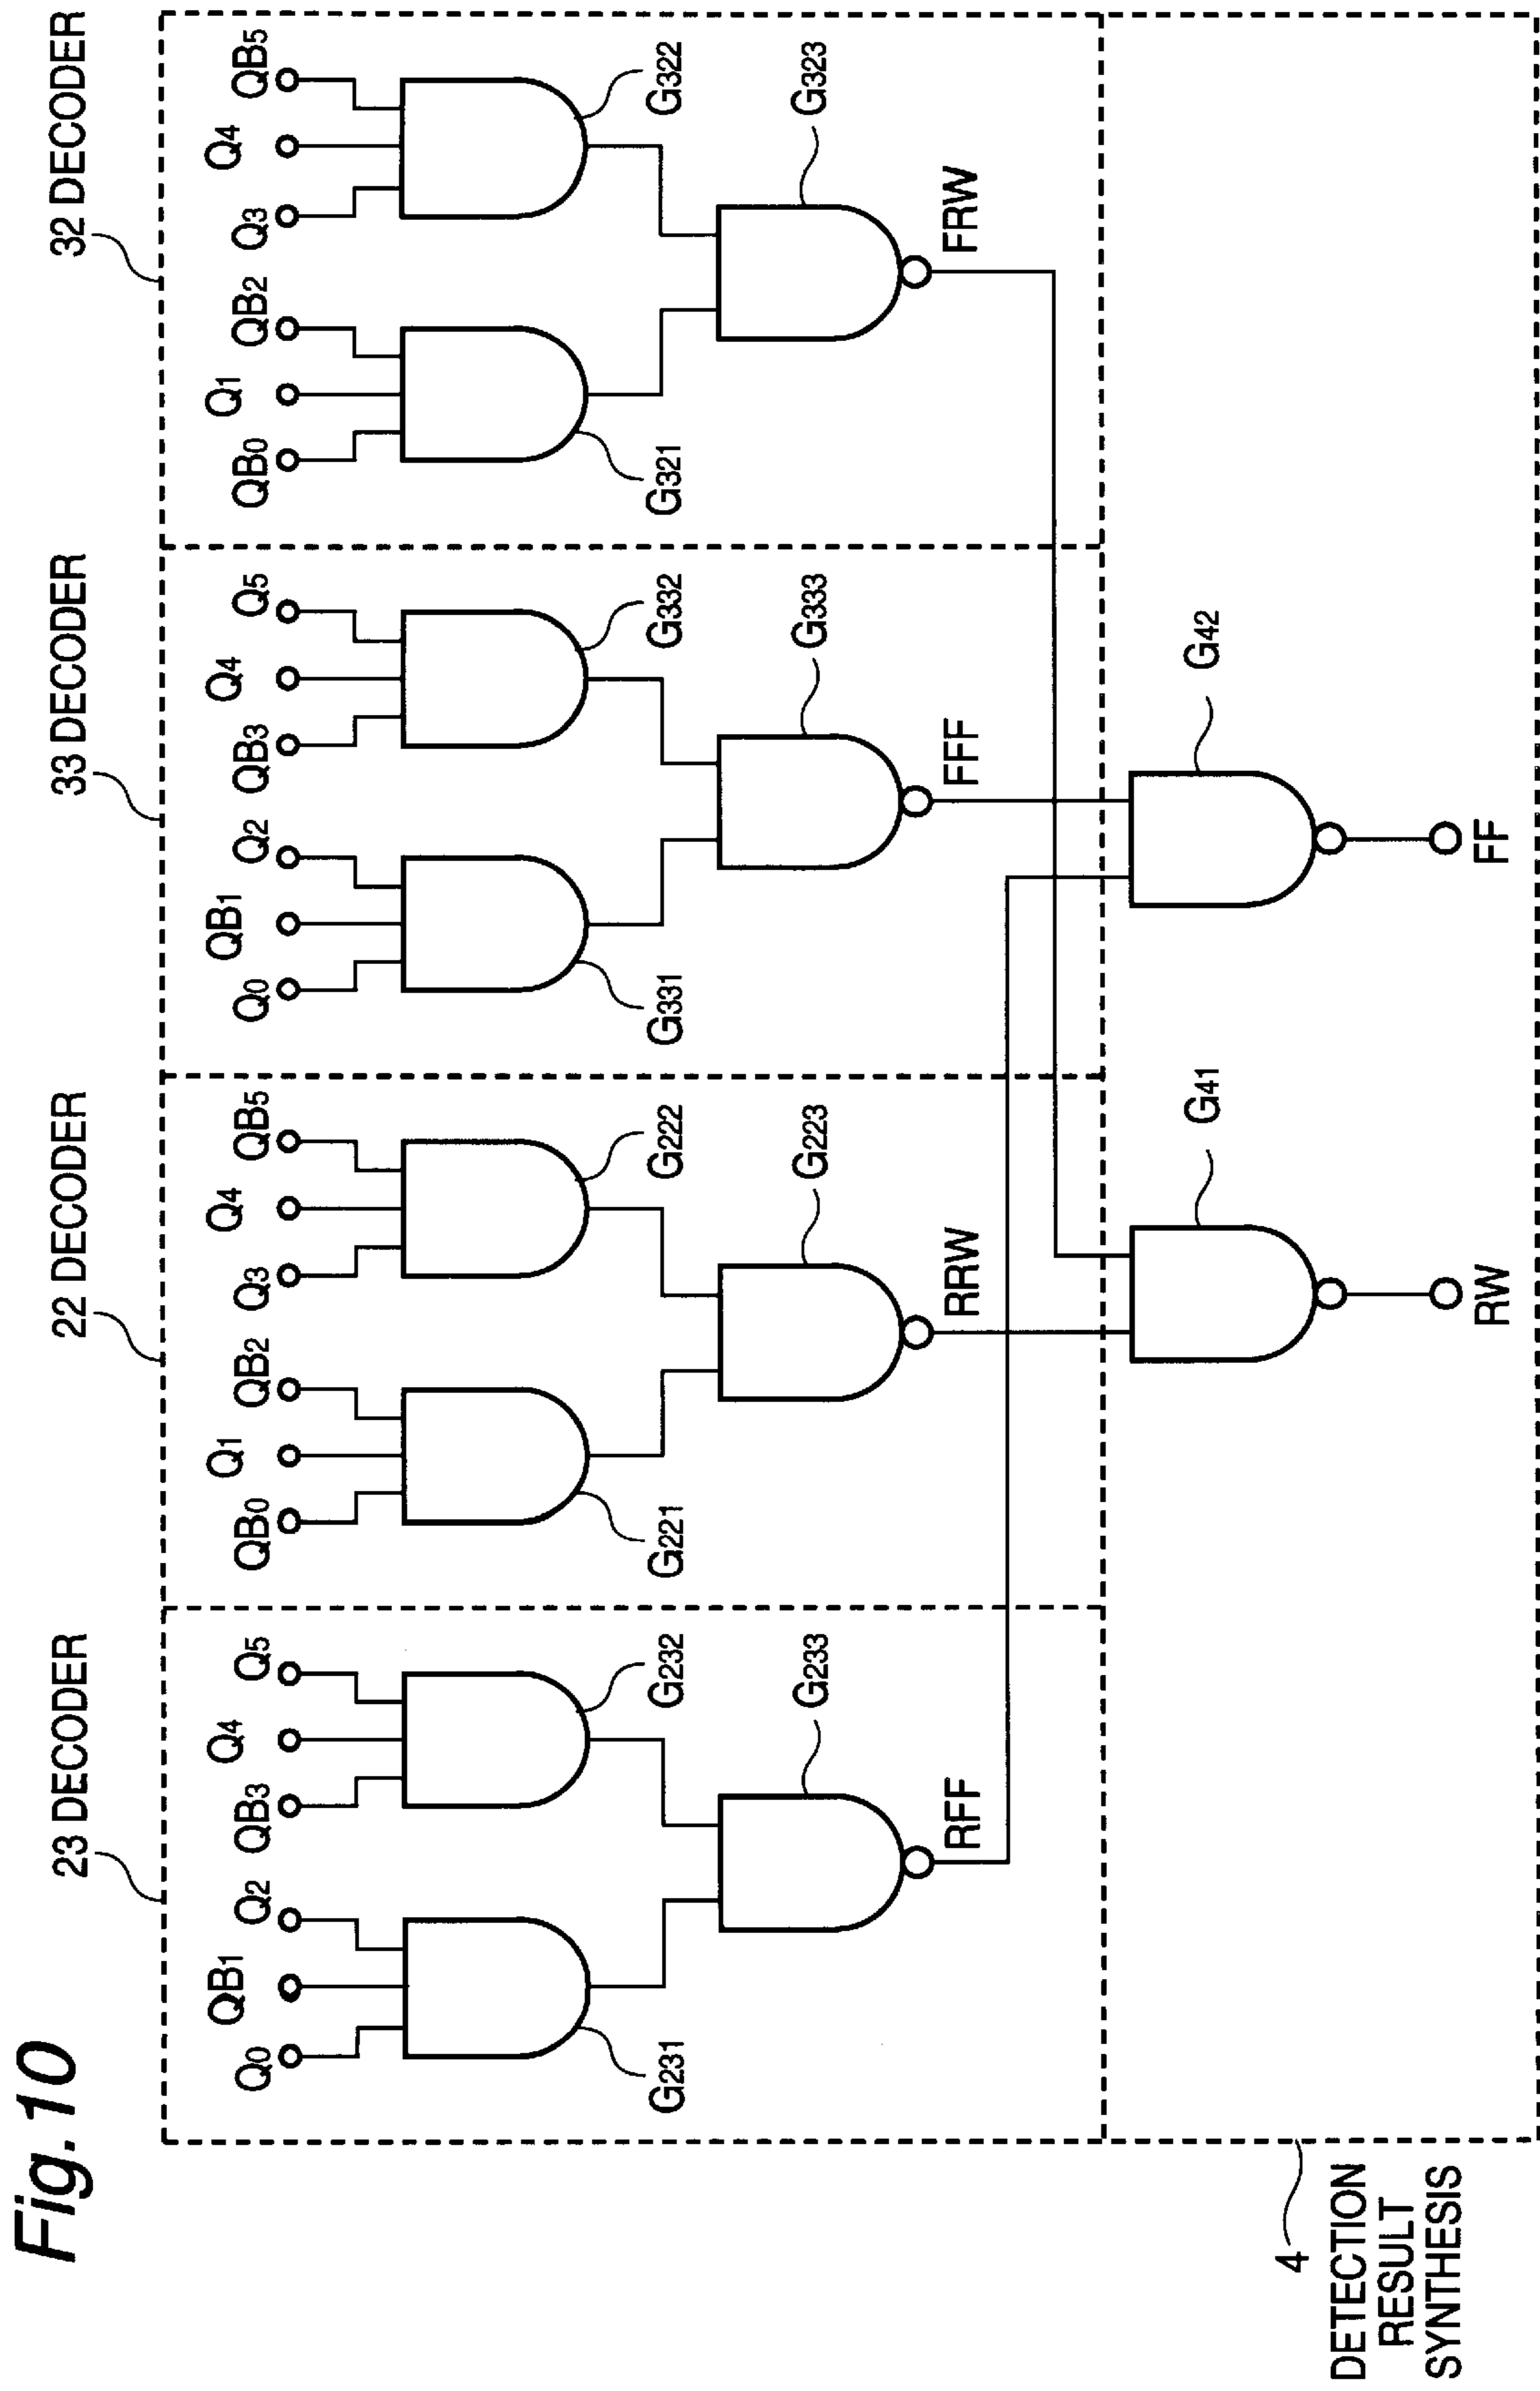 Fig. 10
23 DECODER
22 DECODER
33 DECODER
32 DECODER
Q0
QB1
Q2
QB3
Q4
Q5
QB0
Q1
QB2
Q3
Q4
QB5
Q0
QB1
Q2
QB3
Q4
Q5
QB0
Q1
QB2
Q3
Q4
QB5
G231
G232
G221
G222
G331
G332
G321
G322
G233
G223
G333
G323
RFF
RRW
FFF
FRW
G41
G42
4
DETECTION
RESULT
SYNTHESIS
RW
FF